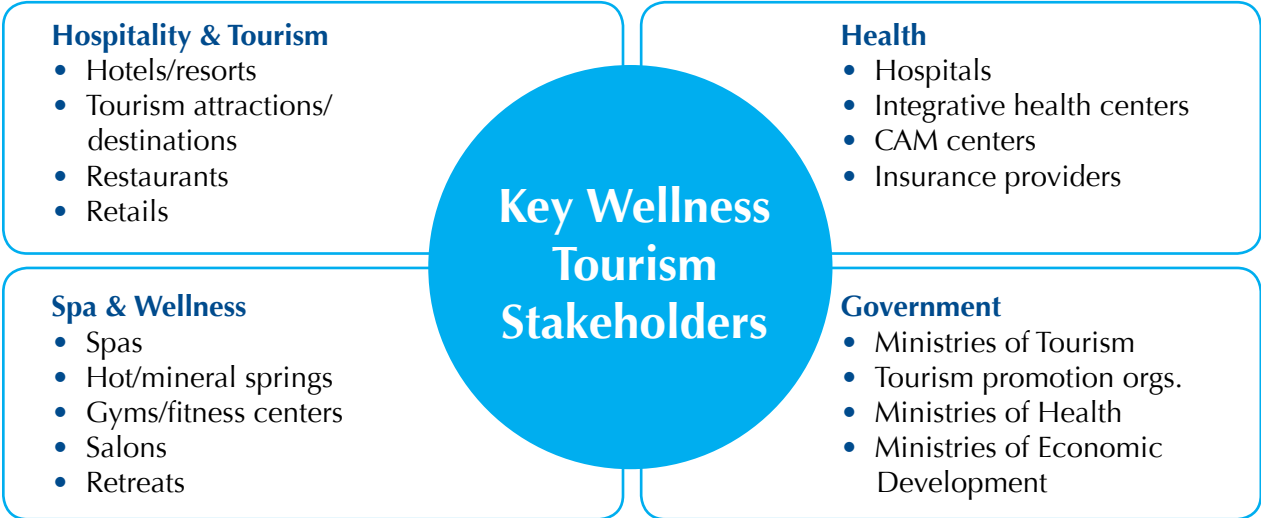 Hospitality & Tourism
• Hotels/resorts
• Tourism attractions/
destinations
• Restaurants
• Retails
Health
• Hospitals
• Integrative health centers
• CAM centers
• Insurance providers
Key Wellness
Tourism
Stakeholders
Spa & Wellness
• Spas
• Hot/mineral springs
• Gyms/fitness centers
• Salons
• Retreats
Government
• Ministries of Tourism
• Tourism promotion orgs.
• Ministries of Health
• Ministries of Economic
Development